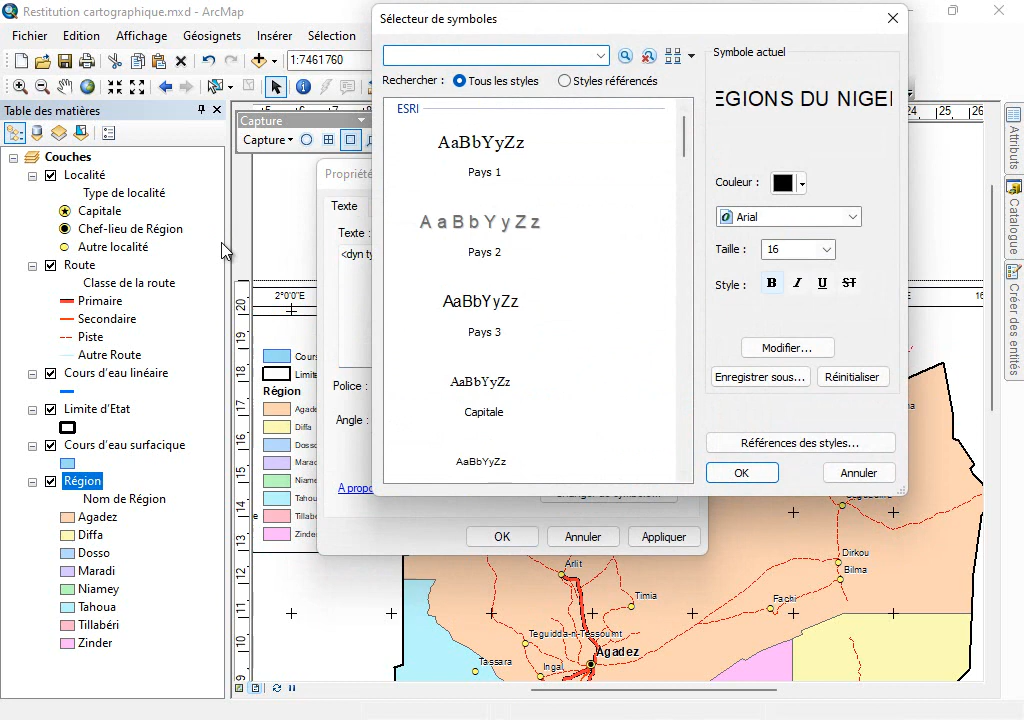 Restitution cartographique.mxd - ArcMap
Fichier Edition Affichage Géosignets Insérer Sélection
1:7461760
Table des matières
Couches
Localité
Type de localité
Capitale
Chef-lieu de Région
Autre localité
Route
Classe de la route
Primaire
Secondaire
Piste
Autre Route
Cours d'eau linéaire
Limite d'Etat
Cours d'eau surfacique
Région
Nom de Région
Agadez
Diffa
Dosso
Maradi
Niamey
Tahoua
Tillabéri
Zinder
Capture
Capture
Propriété
Texte
Texte :
<dyn ty
Police :
Angle :
A propo
OK Annuler Appliquer
Sélecteur de symboles
Rechercher : Tous les styles Styles référencés
ESRI
AaBbYyZz
Pays 1
AaBbYyZz
Pays 2
AaBbYyZz
Pays 3
AaBbYyZz
Capitale
AaBbYyZz
Symbole actuel
EGIONS DU NIGEI
Couleur :
Arial
Taille : 16
Style : B I U ST
Modifier...
Enregistrer sous... Réinitialiser
Références des styles...
OK Annuler
2°0'0"E
Cours
Limite
Région
Agade
Diffa
Dosso
Marad
Niame
Tahou
Tillabe
Zinde
Arlit
Timia
Teguidda-n-Tessoumt
Tassara
Ingal
Agadez
Fachi
Dirkou
Bilma
Attributs
Catalogue
Créer des entités